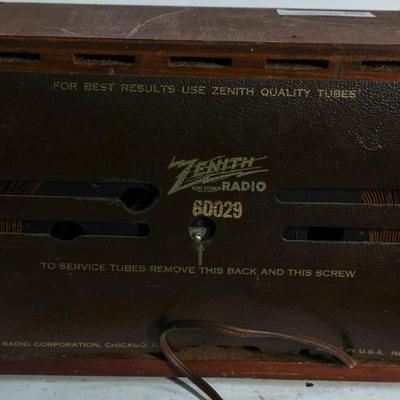 FOR BEST RESULTS USE ZENITH QUALITY TUBES
ZENITH
RADIO
6D029
TO SERVICE TUBES REMOVE THIS BACK AND THIS SCREW
RADIO CORPORATION, CHICAGO, IN U.S.A.